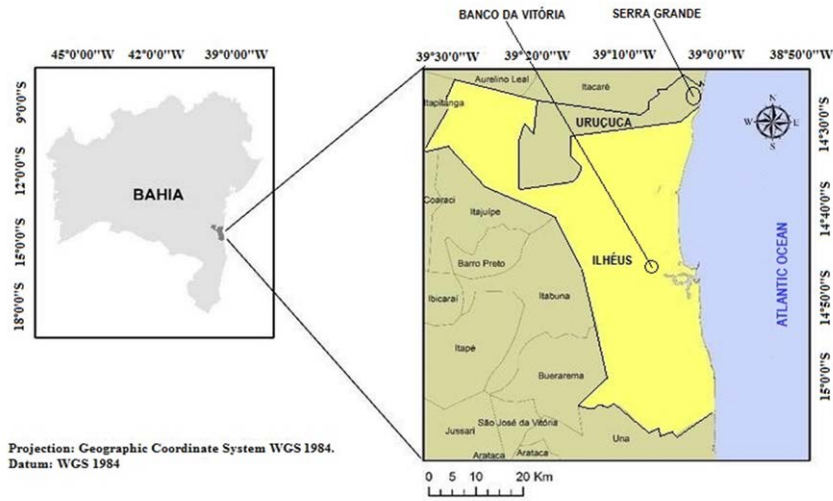 BANCO DA VITÓRIA
SERRA GRANDE
45°0'00"W 42°0'00"W 39°0'00"W
39°30'0"W 39°20'0"W 39°10'0"W 39°0'0"W 38°50'0"W
9°0'0"S
12°0'0"S
15°0'0"S
18°0'0"S
BAHIA
Aurelino Leal
Itacaré
Itapitanga
URUÇUCA
N
W E
S
14°30'0"S
14°40'0"S
14°50'0"S
15°0'0"S
Coaraci
Itajuípe
Barro Preto
ILHÉUS
Ibicaraí
Itabuna
Itapé
Buerarema
São José da Vitória
Jussari
Una
Arataca
Arataca
ATLANTIC OCEAN
Projection: Geographic Coordinate System WGS 1984.
Datum: WGS 1984
0 5 10 20 Km